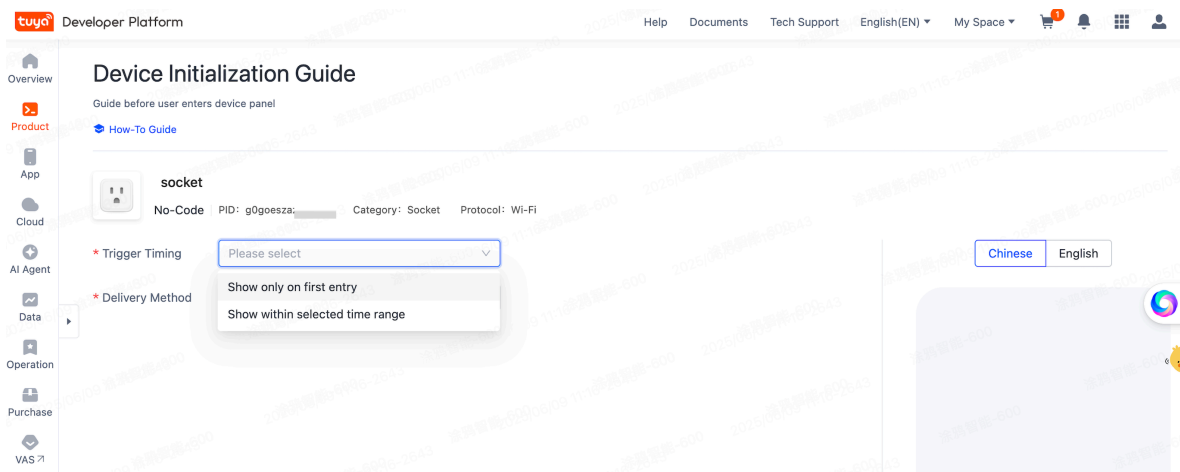 tuya Developer Platform
Help Documents Tech Support English(EN) My Space 1
Overview
Product
App
Cloud
AI Agent
Data
Operation
Purchase
VAS
Device Initialization Guide
Guide before user enters device panel
How-To Guide
socket
No-Code PID: g0goesza Category: Socket Protocol: Wi-Fi
* Trigger Timing Please select
Show only on first entry
Show within selected time range
* Delivery Method
Chinese English